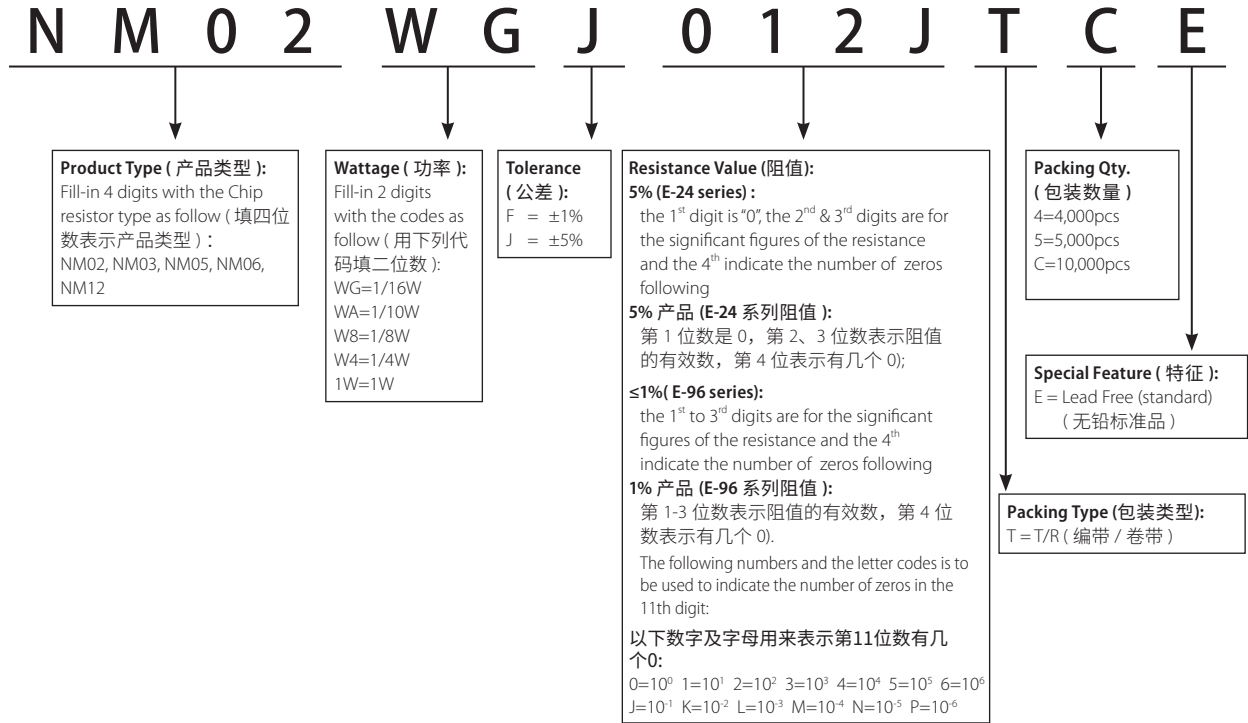 N M 0 2 W G J 0 1 2 J T C E
Product Type ( 产品类型 ):
Fill-in 4 digits with the Chip
resistor type as follow ( 填四位
数表示产品类型 ) :
NM02, NM03, NM05, NM06,
NM12
Wattage ( 功率 ):
Fill-in 2 digits
with the codes as
follow ( 用下列代
码填二位数 ):
WG=1/16W
WA=1/10W
W8=1/8W
W4=1/4W
1W=1W
Tolerance
( 公差 ):
F = ±1%
J = ±5%
Resistance Value (阻值):
5% (E-24 series) :
the 1st digit is "0", the 2nd & 3rd digits are for
the significant figures of the resistance
and the 4th indicate the number of zeros
following
5% 产品 (E-24 系列阻值 ):
第 1 位数是 0，第 2、3 位数表示阻值
的有效数，第 4 位表示有几个 0);
≤1%( E-96 series):
the 1st to 3rd digits are for the significant
figures of the resistance and the 4th
indicate the number of zeros following
1% 产品 (E-96 系列阻值 ):
第 1-3 位数表示阻值的有效数，第 4 位
数表示有几个 0).
The following numbers and the letter codes is to
be used to indicate the number of zeros in the
11th digit:
以下数字及字母用来表示第11位数有几
个0:
0=10⁰ 1=10¹ 2=10² 3=10³ 4=10⁴ 5=10⁵ 6=10⁶
J=10⁻¹ K=10⁻² L=10⁻³ M=10⁻⁴ N=10⁻⁵ P=10⁻⁶
Packing Qty.
( 包装数量 )
4=4,000pcs
5=5,000pcs
C=10,000pcs
Special Feature ( 特征 ):
E = Lead Free (standard)
( 无铅标准品 )
Packing Type (包装类型):
T = T/R ( 编带 / 卷带 )